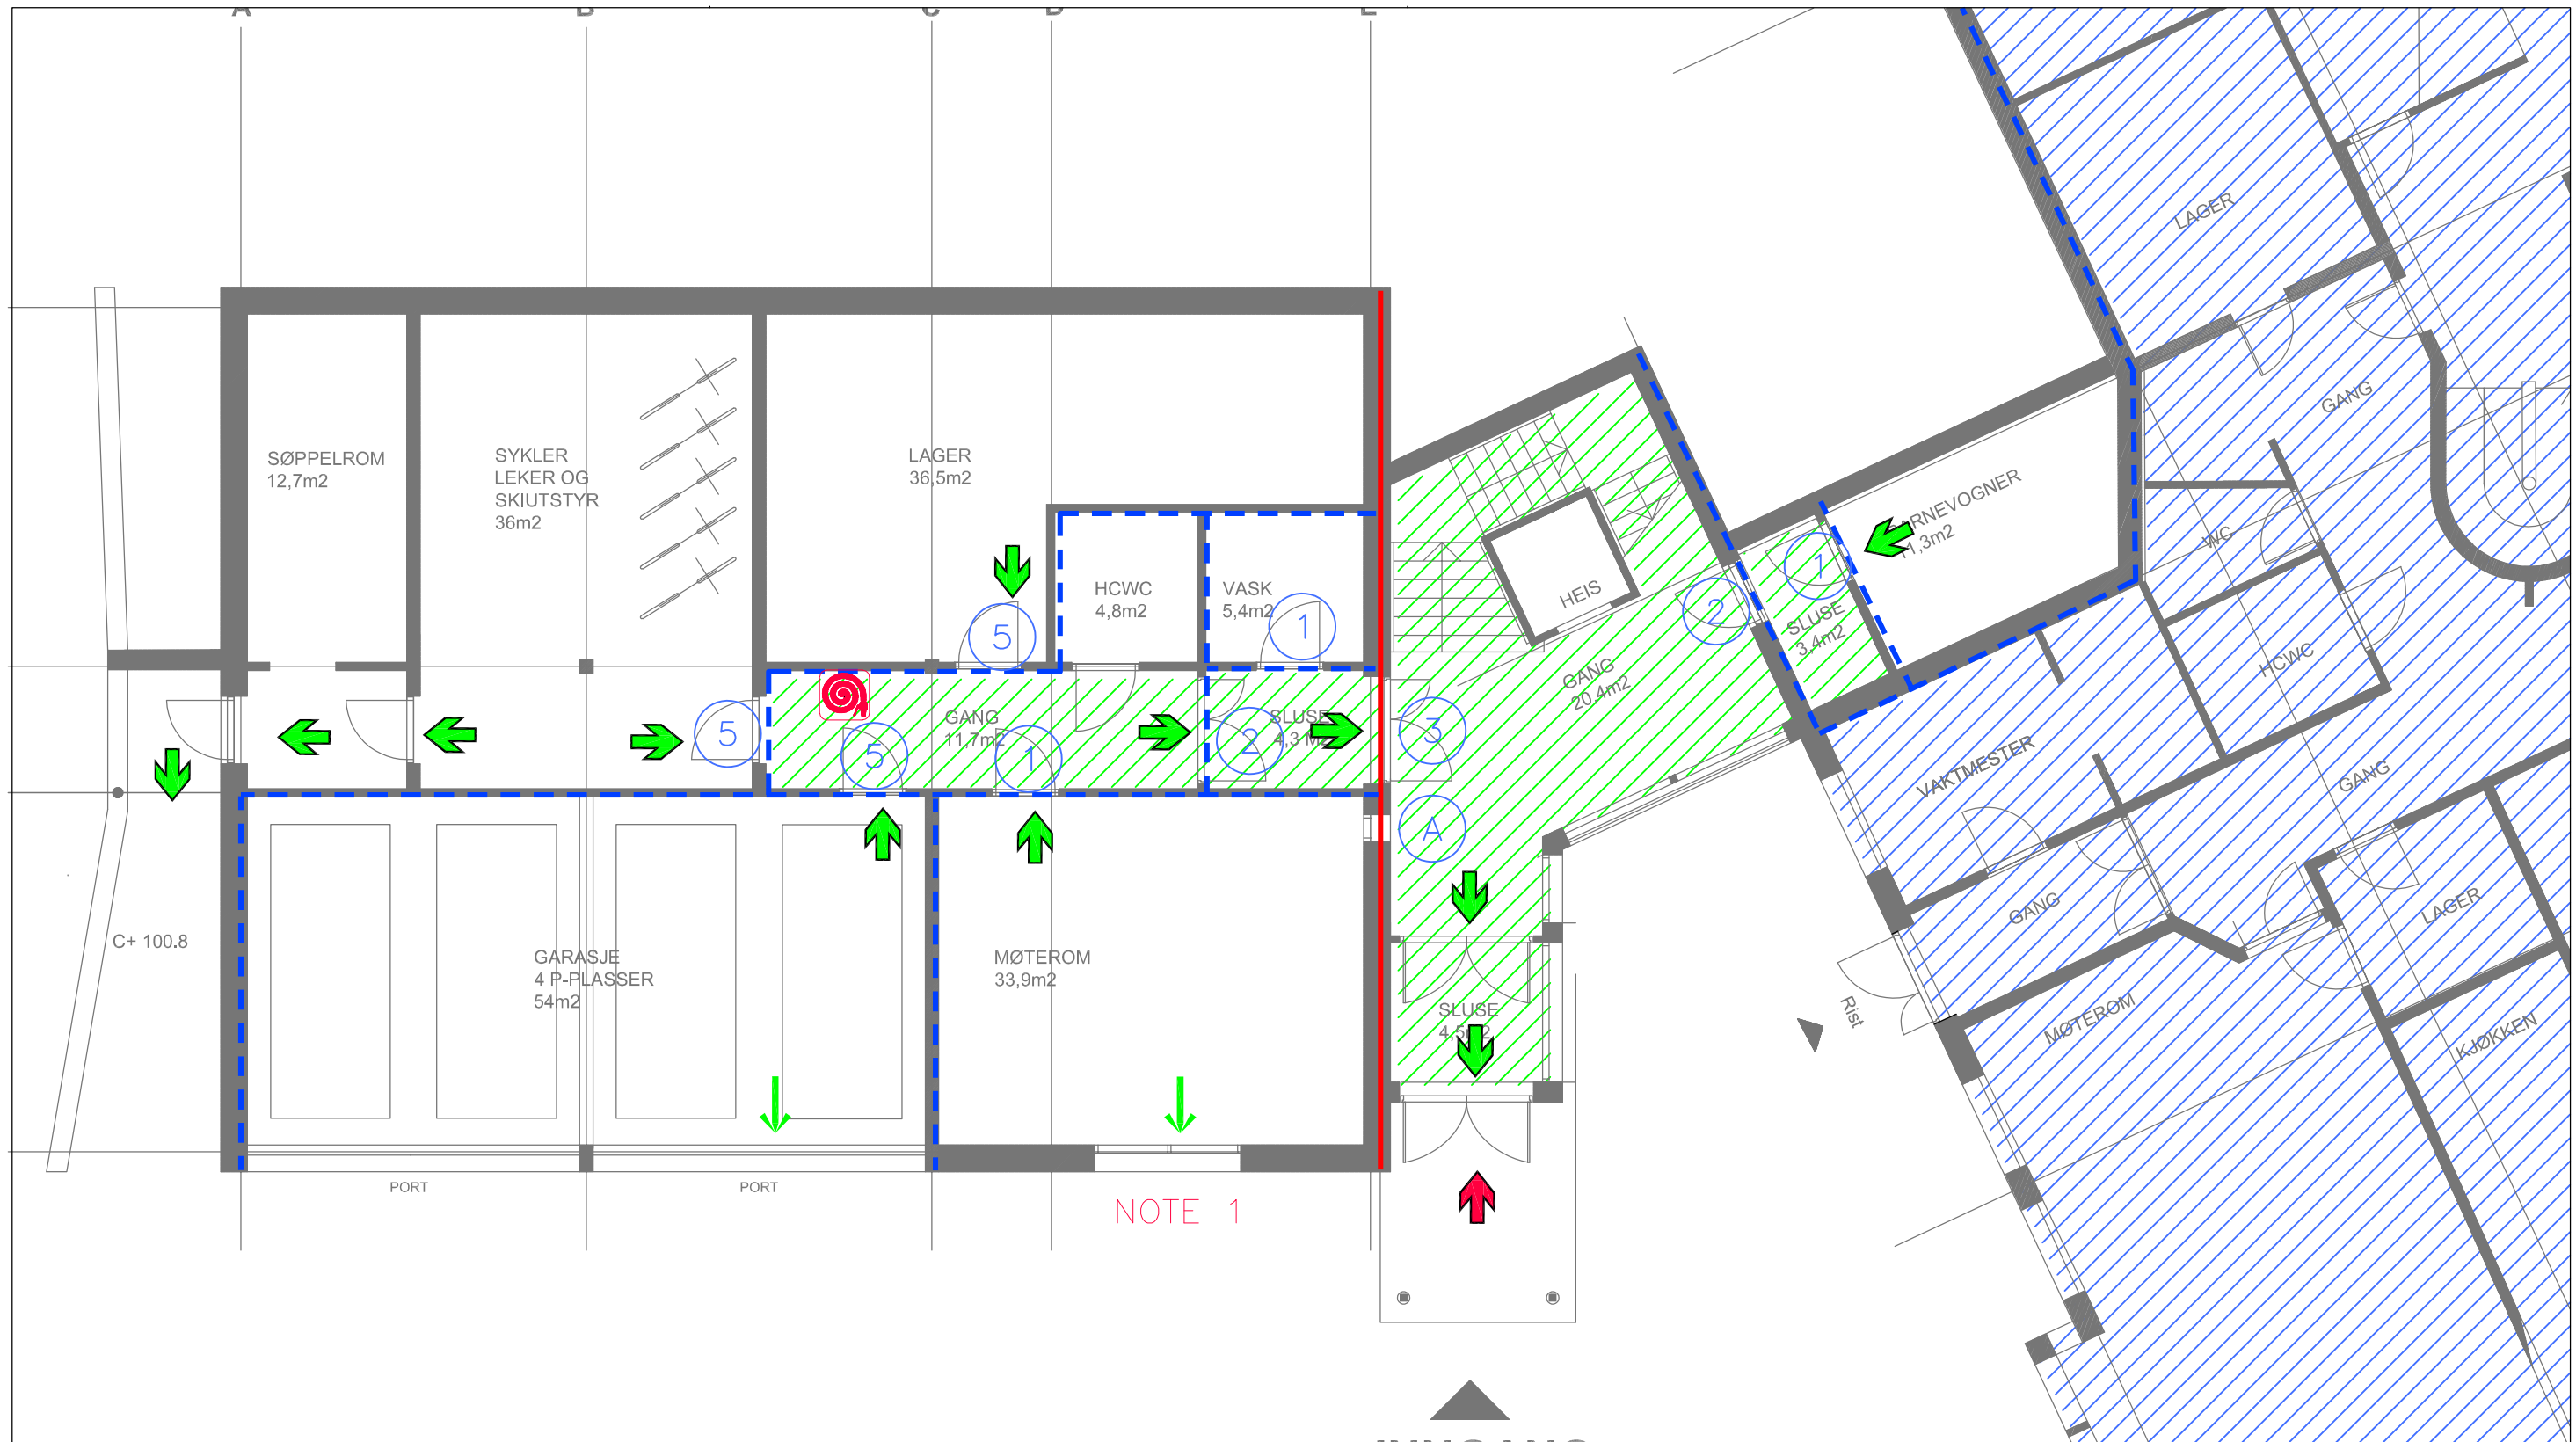 A
B
C
D
E
LAGER
SØPPELROM
12,7m2
SYKLER
LEKER OG
SKIUTSTYR
36m2
LAGER
36,5m2
HCWC
4,8m2
VASK
5,4m2
HEIS
GANG
20,4m2
SLUSE
3,4m2
GANG
WC
HCWC
5
1
2
1
5
5
1
2
3
A
GANG
11,7m2
SLUSE
4,3 M2
VAKTMESTER
GANG
GANG
LAGER
MØTEROM
KJØKKEN
Rist
C+ 100.8
GARASJE
4 P-PLASSER
54m2
MØTEROM
33,9m2
SLUSE
PORT
PORT
NOTE 1